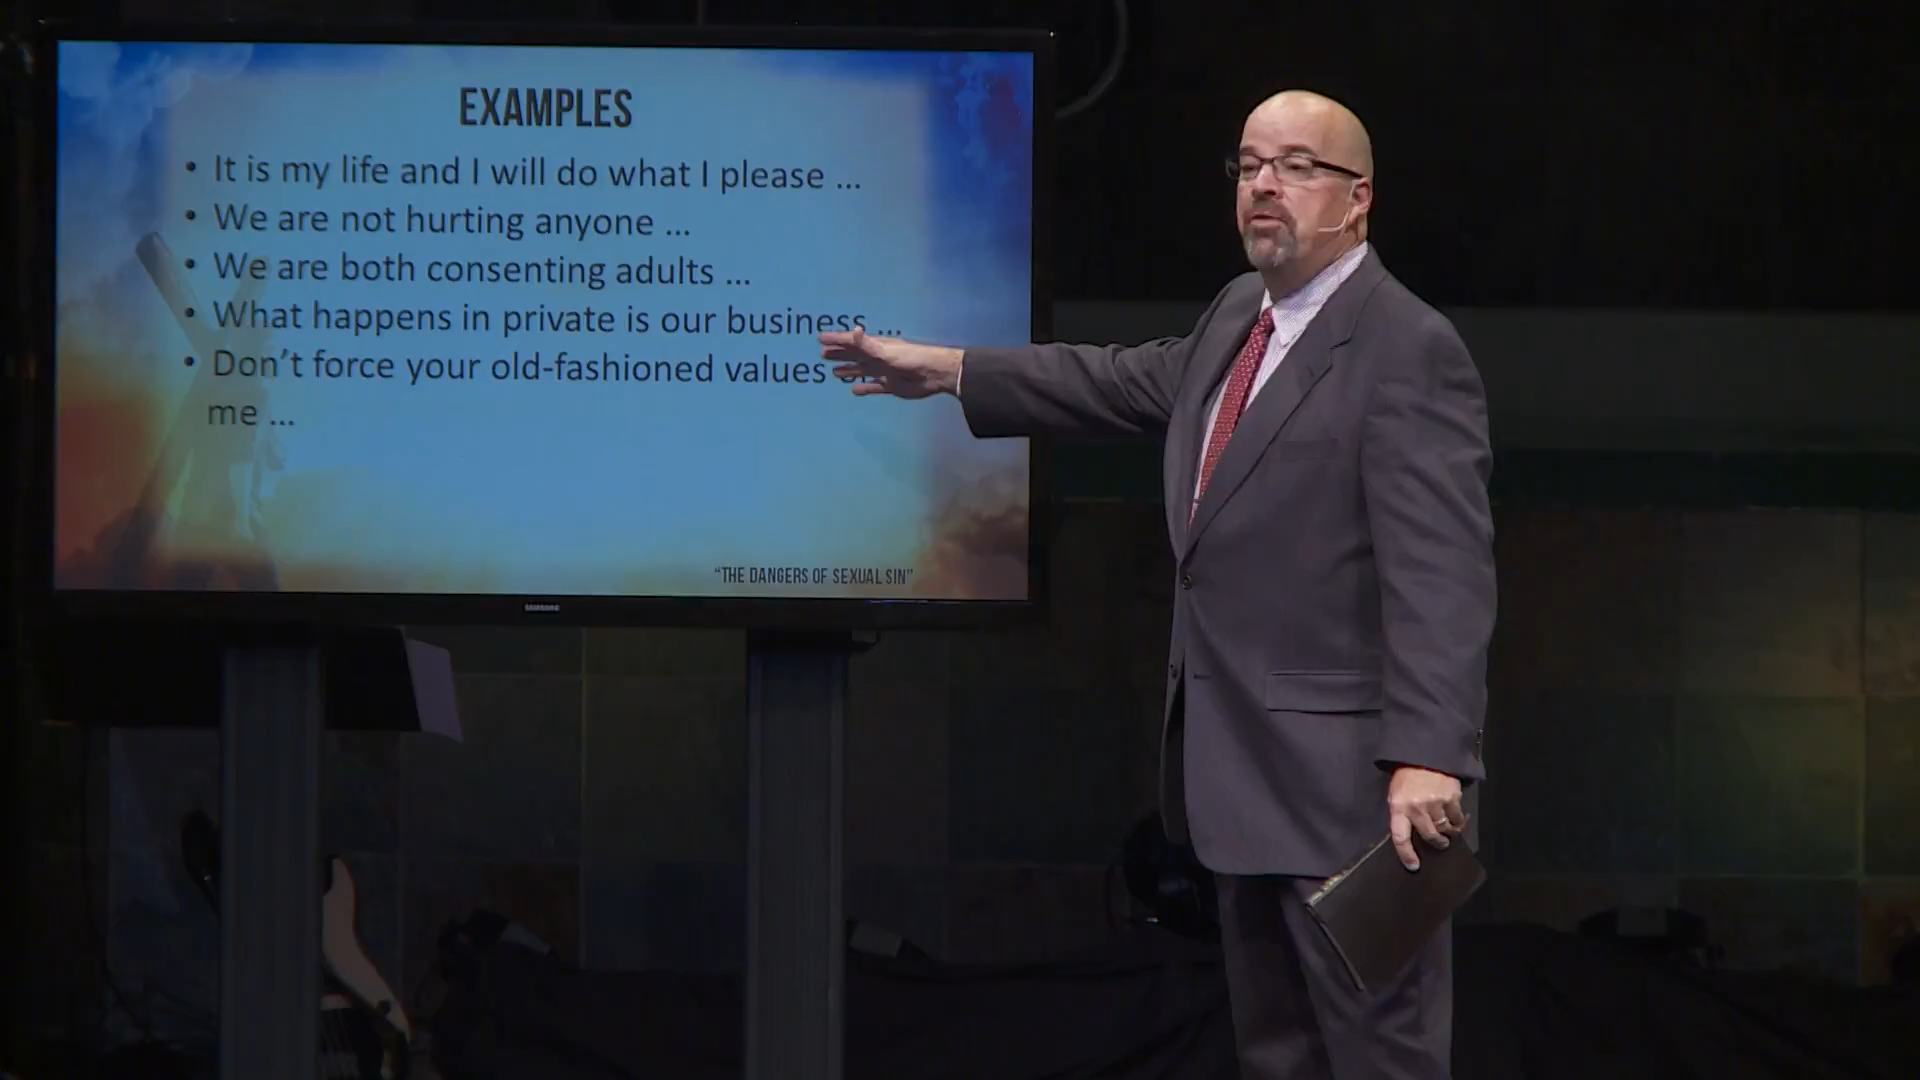 EXAMPLES
• It is my life and I will do what I please ...
• We are not hurting anyone ...
• We are both consenting adults ...
• What happens in private is our business ...
• Don’t force your old-fashioned values
me ...
“THE DANGERS OF SEXUAL SIN”
SAMSUNG